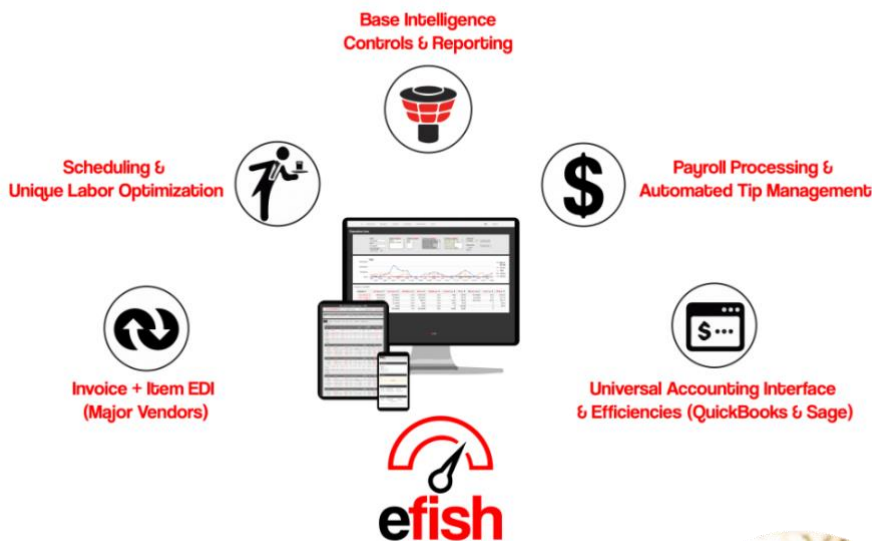 Base Intelligence
Controls & Reporting
Scheduling &
Unique Labor Optimization
Payroll Processing &
Automated Tip Management
$
Invoice + Item EDI
(Major Vendors)
$
Universal Accounting Interface
& Efficiencies (QuickBooks & Sage)
efish